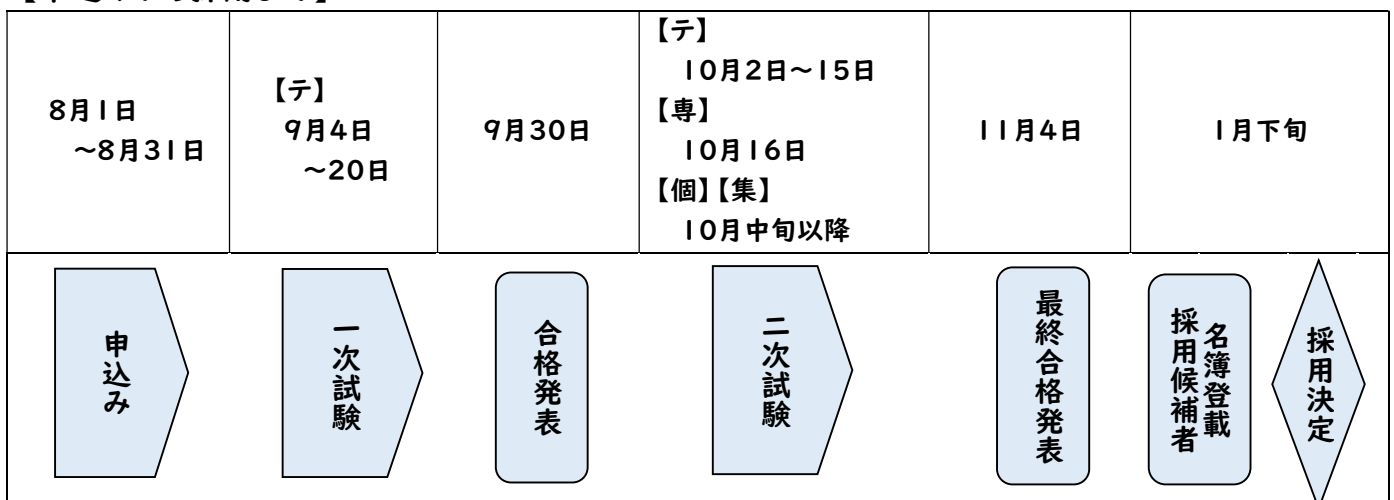 8月1日
～8月31日
【テ】
9月4日
～20日
9月30日
【テ】
10月2日～15日
【専】
10月16日
【個】【集】
10月中旬以降
11月4日
1月下旬
申込み
一次試験
合格発表
二次試験
最終合格発表
名簿登載
採用候補者
採用決定